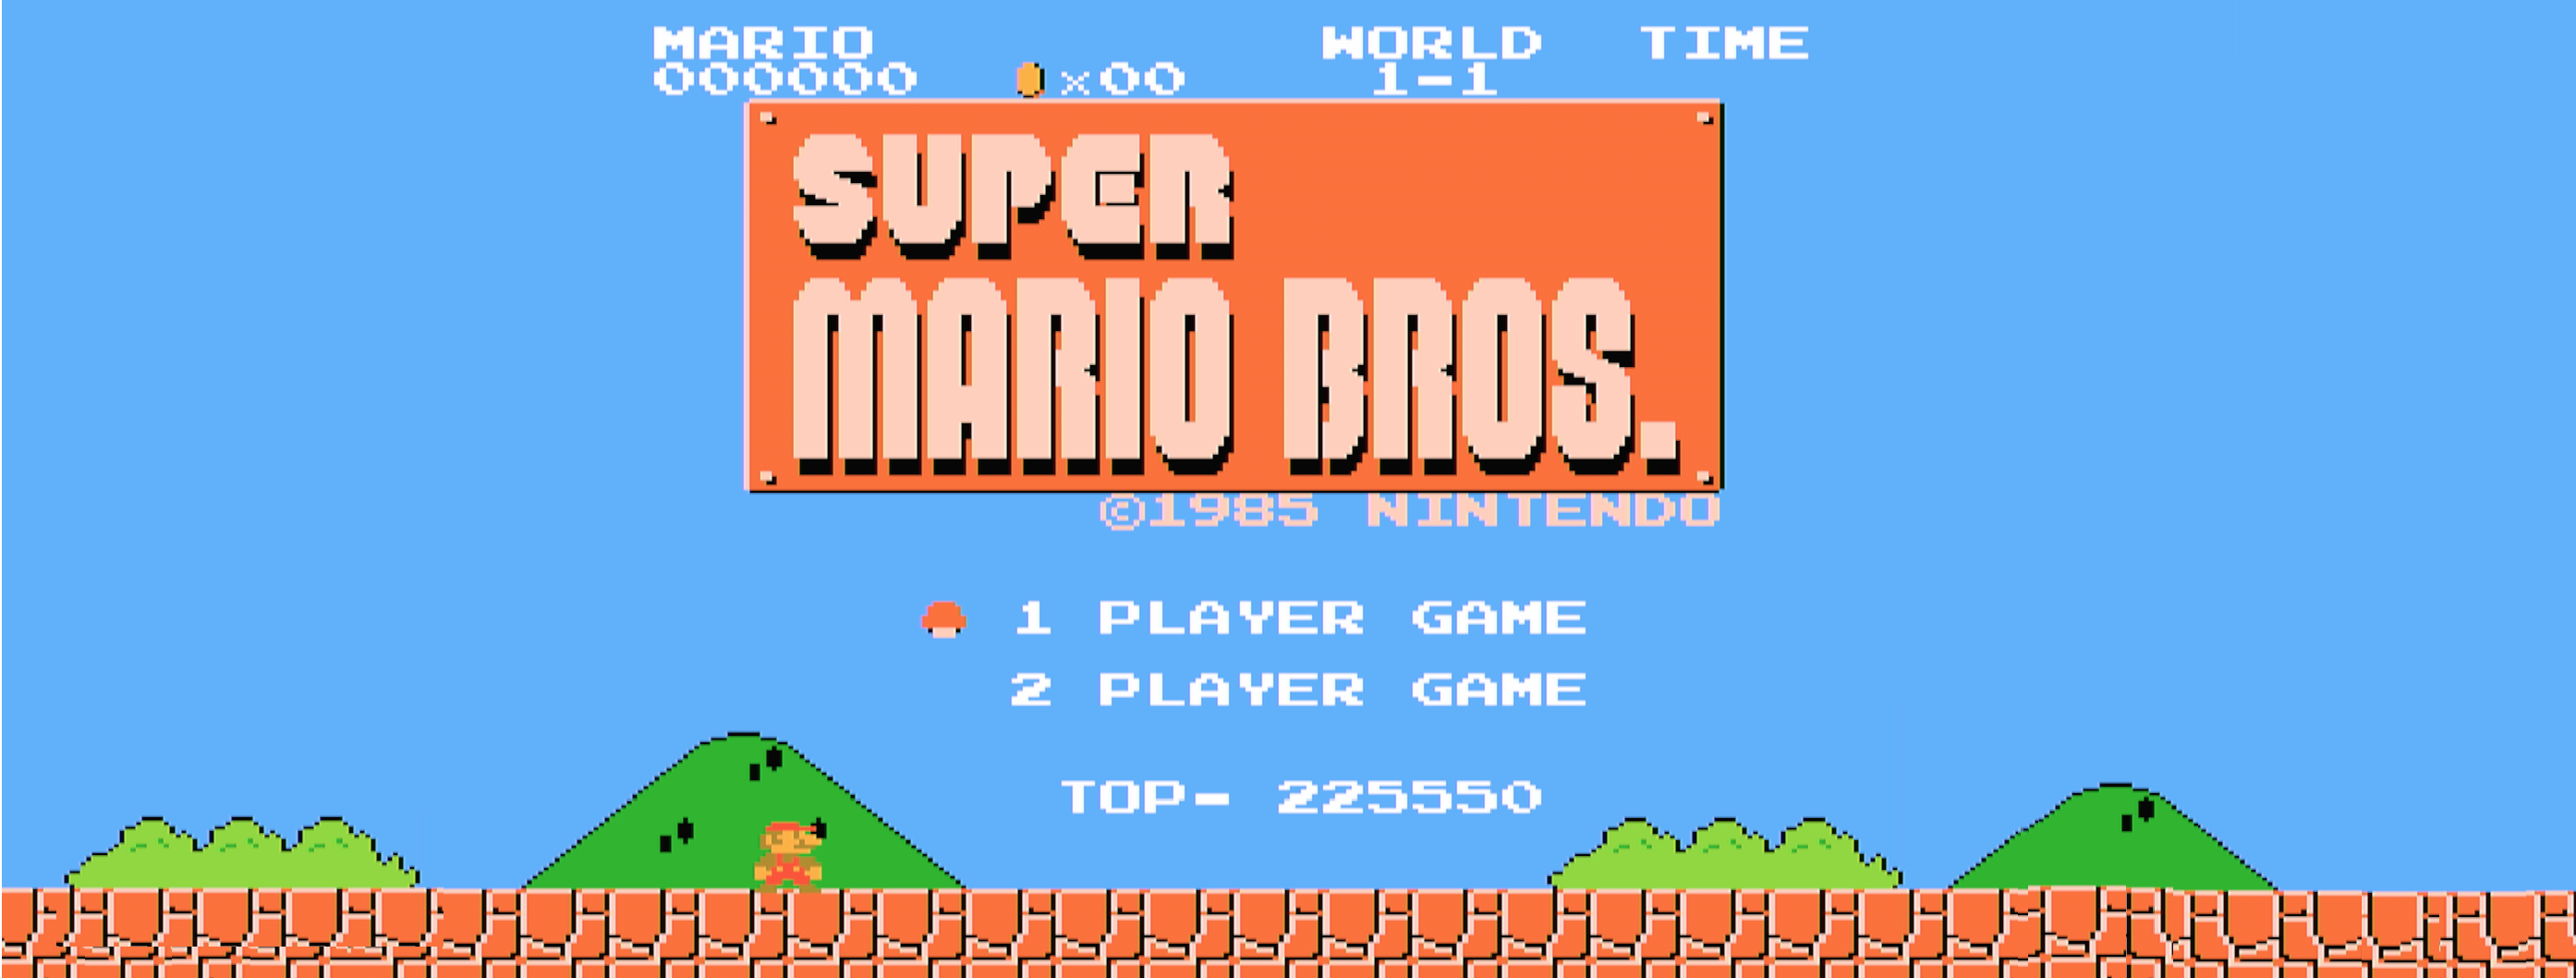 MARIO WORLD TIME
000000 ×00 1-1
SUPER
MARIO BROS.
©1985 NINTENDO
1 PLAYER GAME
2 PLAYER GAME
TOP- 225550